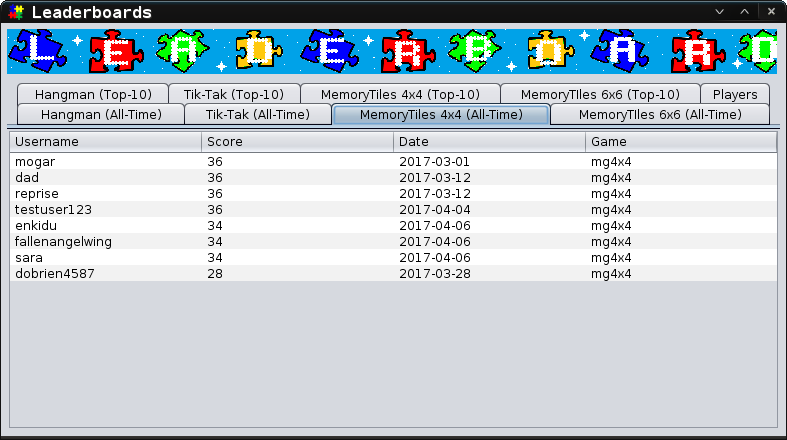 Leaderboards
LEADERBOARD
Hangman (Top-10) Tik-Tak (Top-10) MemoryTiles 4x4 (Top-10) MemoryTIles 6x6 (Top-10) Players
Hangman (All-Time) Tik-Tak (All-Time) MemoryTiles 4x4 (All-Time) MemoryTIles 6x6 (All-Time)
Username Score Date Game
mogar 36 2017-03-01 mg4x4
dad 36 2017-03-12 mg4x4
reprise 36 2017-03-12 mg4x4
testuser123 36 2017-04-04 mg4x4
enkidu 34 2017-04-06 mg4x4
fallenangelwing 34 2017-04-06 mg4x4
sara 34 2017-04-06 mg4x4
dobrien4587 28 2017-03-28 mg4x4